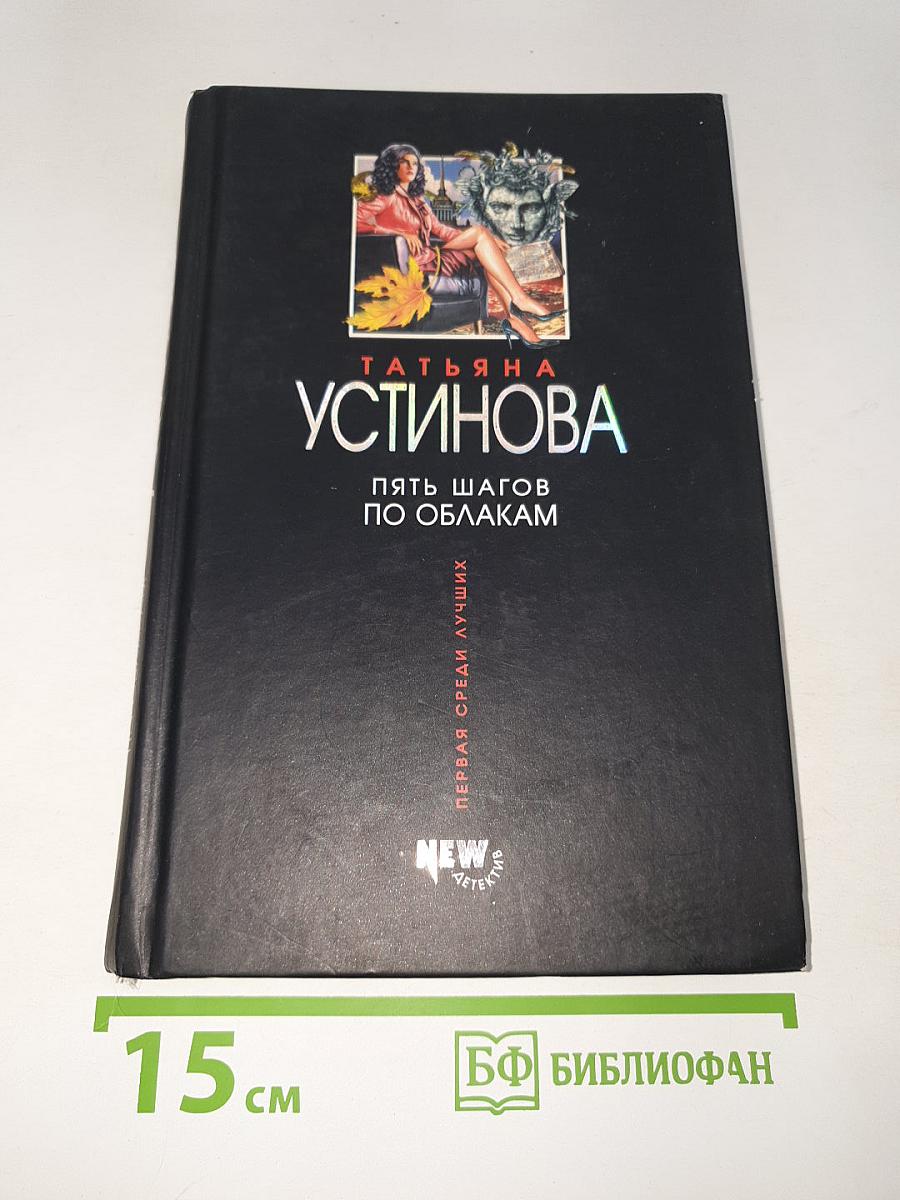 ТАТЬЯНА
УСТИНОВА
ПЯТЬ ШАГОВ
ПО ОБЛАКАМ
ПЕРВАЯ СРЕДИ ЛУЧШИХ
NEW
ДЕТЕКТИВ
15 см
БФ БИБЛИОФАН